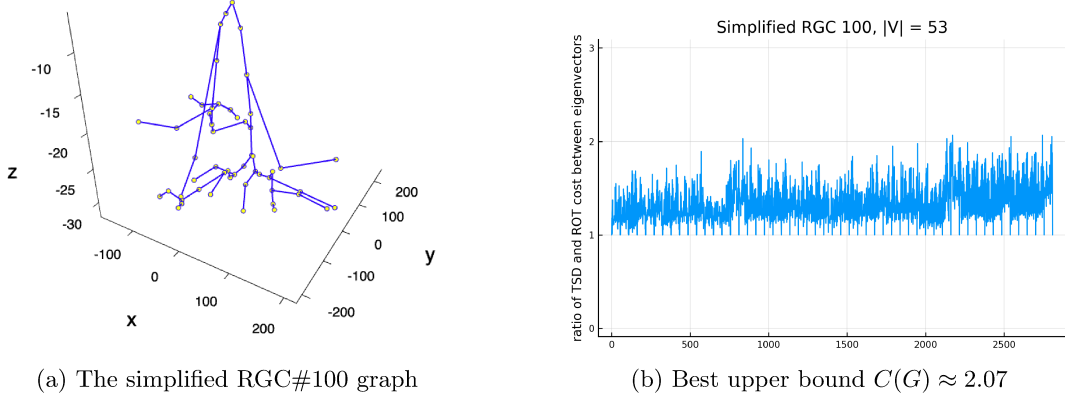 z
-10
-15
-20
-25
-30
-100
0
100
200
x
200
100
0
-100
-200
y
(a) The simplified RGC#100 graph
Simplified RGC 100, |V| = 53
ratio of TSD and ROT cost between eigenvectors
3
2
1
0
0 500 1000 1500 2000 2500
(b) Best upper bound C(G) ≈ 2.07